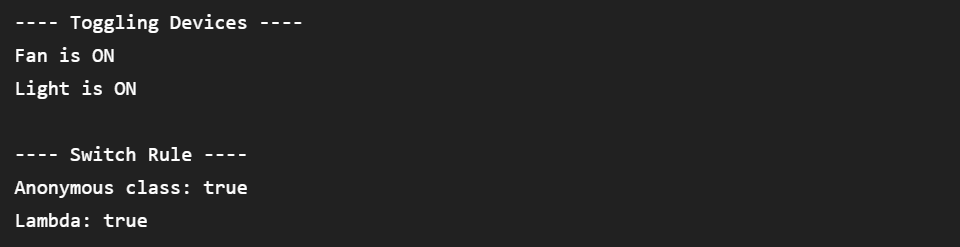 ---- Toggling Devices ----
Fan is ON
Light is ON
---- Switch Rule ----
Anonymous class: true
Lambda: true